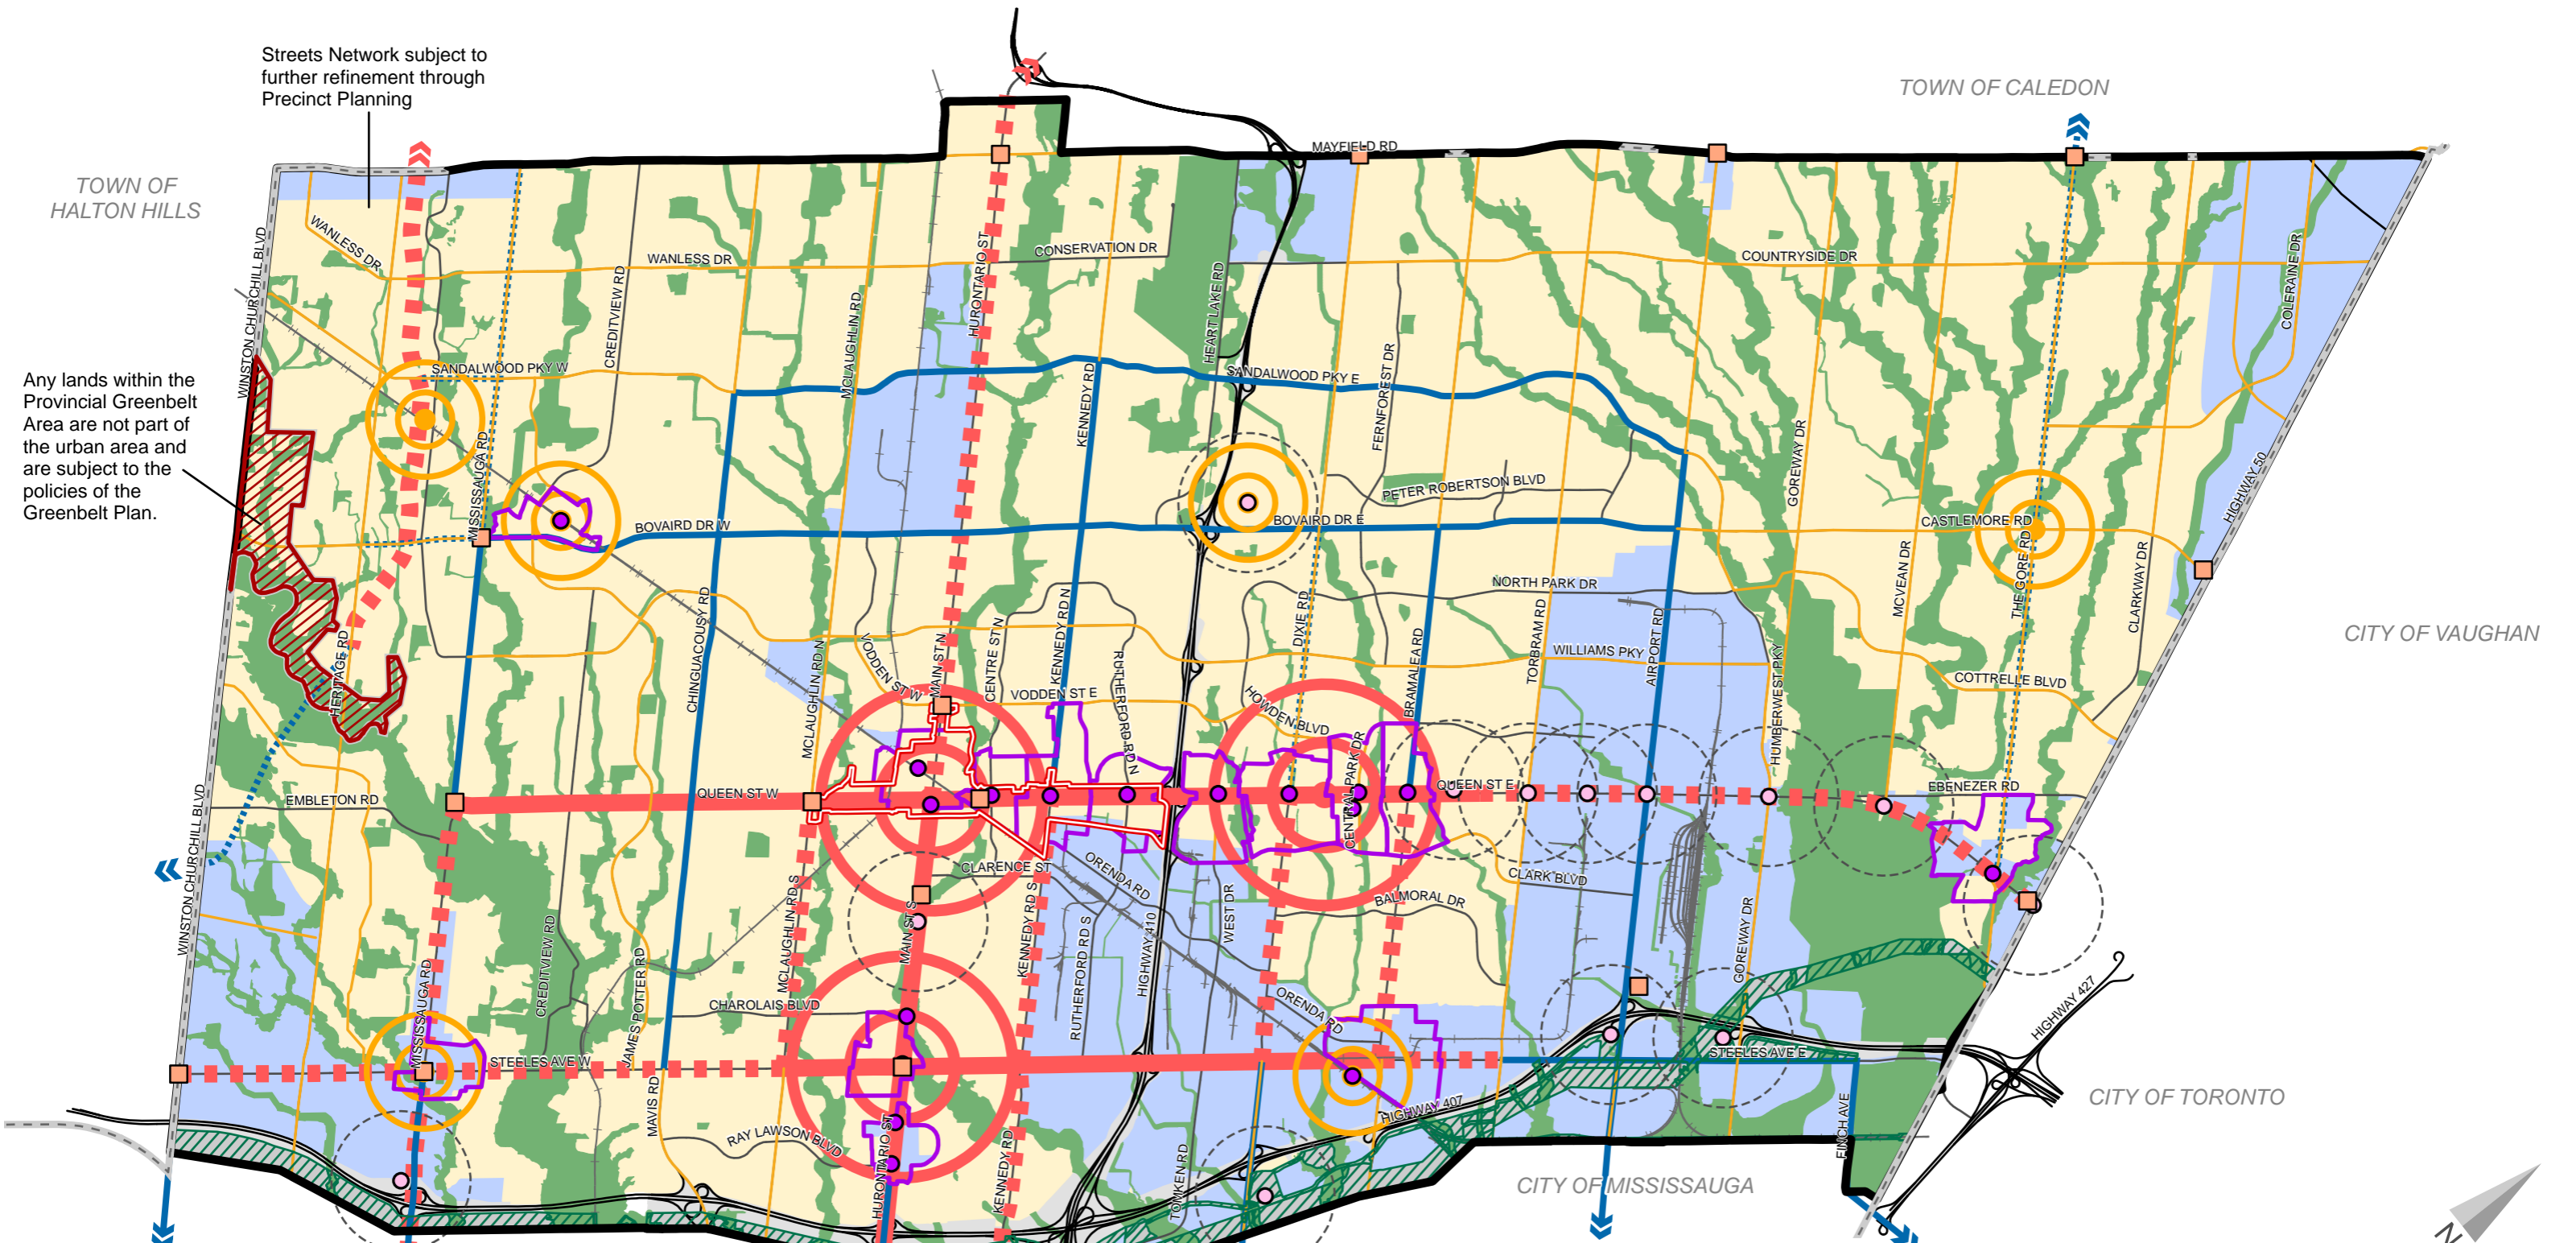 Streets Network subject to
further refinement through
Precinct Planning
TOWN OF CALEDON
MAYFIELD RD
TOWN OF
HALTON HILLS
WINSTON CHURCHILL BLVD
WANLESS DR
WANLESS DR
CREDITVIEW RD
MCLAUGHLIN RD
HURONTARIO ST
CONSERVATION DR
HEART LAKE RD
COUNTRYSIDE DR
COLERAINE DR
Any lands within the
Provincial Greenbelt
Area are not part of
the urban area and
are subject to the
policies of the
Greenbelt Plan.
WINSTON CHURCHILL BLVD
SANDALWOOD PKY W
SANDALWOOD PKY E
KENNEDY RD
FERNFOREST DR
GOREWAY DR
MISSISSAUGA RD
BOVAIRD DR W
BOVAIRD DR E
PETER ROBERTSON BLVD
CASTLEMORE RD
HIGHWAY 50
NORTH PARK DR
MCVEAN DR
THE GORE RD
CLARKWAY DR
CITY OF VAUGHAN
HERITAGE RD
CHINGUACOUSY RD
MCLAUGHLIN RD N
VODDEN ST W
MAIN ST N
CENTRE ST N
KENNEDY RD N
VODDEN ST E
RUTHERFORD RD N
DIXIE RD
HOWDEN BLVD
BRAMALEA RD
TORBRAM RD
WILLIAMS PKY
AIRPORT RD
HUMBERWEST PKY
COTTRELLE BLVD
EMBLETON RD
QUEEN ST W
CENTRAL PARK DR
QUEEN ST E
EBENEZER RD
WINSTON CHURCHILL BLVD
CLARENCE ST
ORENDA RD
CLARK BLVD
BALMORAL DR
WEST DR
MISSISSAUGA RD
CREDITVIEW RD
JAMES POTTER RD
MCLAUGHLIN RD S
MAIN ST S
KENNEDY RD S
RUTHERFORD RD S
HIGHWAY 410
GOREWAY DR
CHAROLAIS BLVD
ORENDA RD
HIGHWAY 427
STEELES AVE W
STEELES AVE E
MAVIS RD
RAY LAWSON BLVD
HURONTARIO ST
KENNEDY RD
TOMKEN RD
HIGHWAY 407
FINCH AVE
CITY OF TORONTO
CITY OF MISSISSAUGA
N